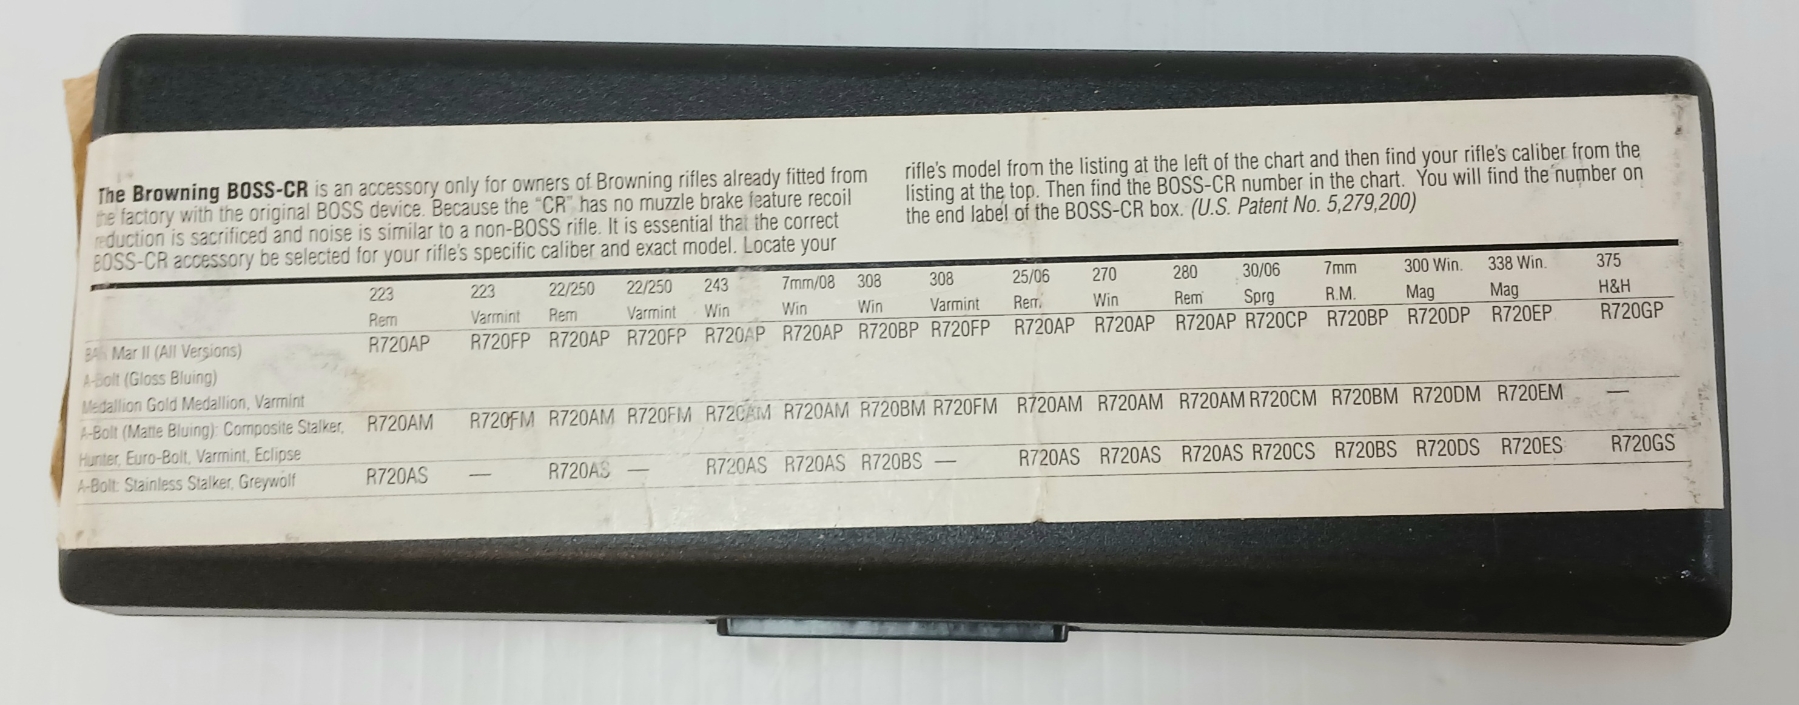 The Browning BOSS-CR is an accessory only for owners of Browning rifles already fitted from
the factory with the original BOSS device. Because the "CR" has no muzzle brake feature recoil
reduction is sacrificed and noise is similar to a non-BOSS rifle. It is essential that the correct
BOSS-CR accessory be selected for your rifle's specific caliber and exact model. Locate your
rifle's model from the listing at the left of the chart and then find your rifle's caliber from the
listing at the top. Then find the BOSS-CR number in the chart. You will find the number on
the end label of the BOSS-CR box. (U.S. Patent No. 5,279,200)
223 223 22/250 22/250 243 7mm/08 308 308 25/06 270 280 30/06 7mm 300 Win. 338 Win. 375
Rem Varmint Rem Varmint Win Win Win Varmint Rem. Win Rem Sprg R.M. Mag Mag H&H
BAR Mar II (All Versions) R720AP R720FP R720AP R720FP R720AP R720AP R720BP R720FP R720AP R720AP R720AP R720CP R720BP R720DP R720EP R720GP
A-Bolt (Gloss Bluing)
Medallion Gold Medallion, Varmint
A-Bolt (Matte Bluing): Composite Stalker, R720AM R720FM R720AM R720FM R720AM R720AM R720BM R720FM R720AM R720AM R720AM R720CM R720BM R720DM R720EM —
Hunter, Euro-Bolt, Varmint, Eclipse
A-Bolt: Stainless Stalker, Greywolf R720AS — R720AS — R720AS R720AS R720BS — R720AS R720AS R720AS R720CS R720BS R720DS R720ES R720GS